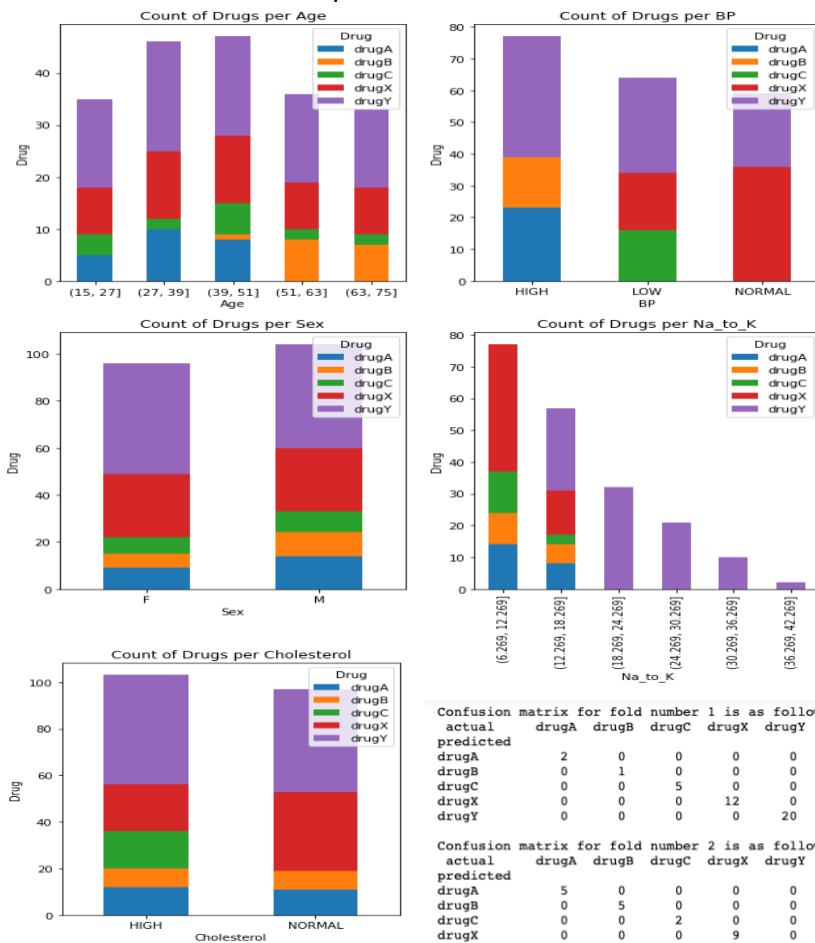 Count of Drugs per Age
Drug
drugA
drugB
drugC
drugX
drugY
Drug
40
30
20
10
0
(15, 27] (27, 39] (39, 51] (51, 63] (63, 75]
Age
Count of Drugs per BP
Drug
drugA
drugB
drugC
drugX
drugY
Drug
80
70
60
50
40
30
20
10
0
HIGH LOW NORMAL
BP
Count of Drugs per Sex
Drug
drugA
drugB
drugC
drugX
drugY
Drug
100
80
60
40
20
0
F M
Sex
Count of Drugs per Na_to_K
Drug
drugA
drugB
drugC
drugX
drugY
Drug
80
70
60
50
40
30
20
10
0
(6.269, 12.269]
(12.269, 18.269]
(18.269, 24.269]
(24.269, 30.269]
(30.269, 36.269]
(36.269, 42.269]
Na_to_K
Count of Drugs per Cholesterol
Drug
drugA
drugB
drugC
drugX
drugY
Drug
100
80
60
40
20
0
HIGH NORMAL
Cholesterol
Confusion matrix for fold number 1 is as follow
actual drugA drugB drugC drugX drugY
predicted
drugA 2 0 0 0 0
drugB 0 1 0 0 0
drugC 0 0 5 0 0
drugX 0 0 0 12 0
drugY 0 0 0 0 20
Confusion matrix for fold number 2 is as follow
actual drugA drugB drugC drugX drugY
predicted
drugA 5 0 0 0 0
drugB 0 5 0 0 0
drugC 0 0 2 0 0
drugX 0 0 0 9 0